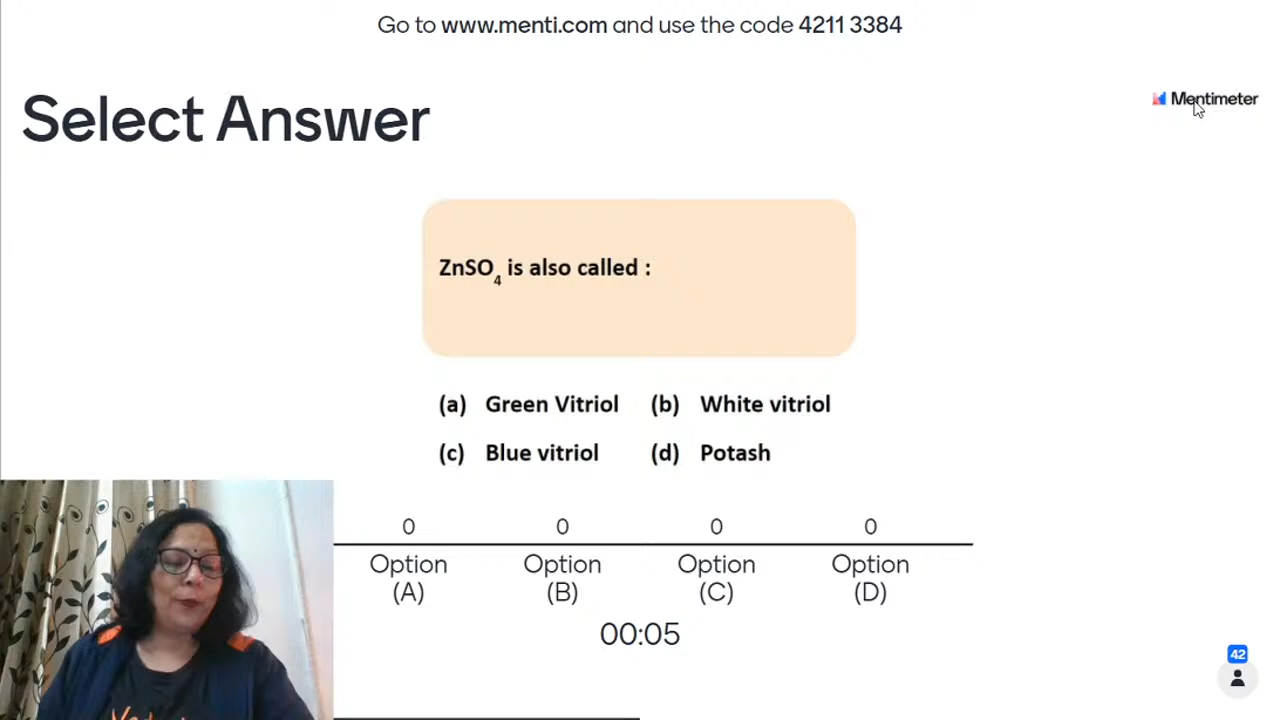 Go to www.menti.com and use the code 4211 3384
Mentimeter
Select Answer
ZnSO₄ is also called :
(a) Green Vitriol (b) White vitriol
(c) Blue vitriol (d) Potash
0 0 0 0
Option Option Option Option
(A) (B) (C) (D)
00:05
42